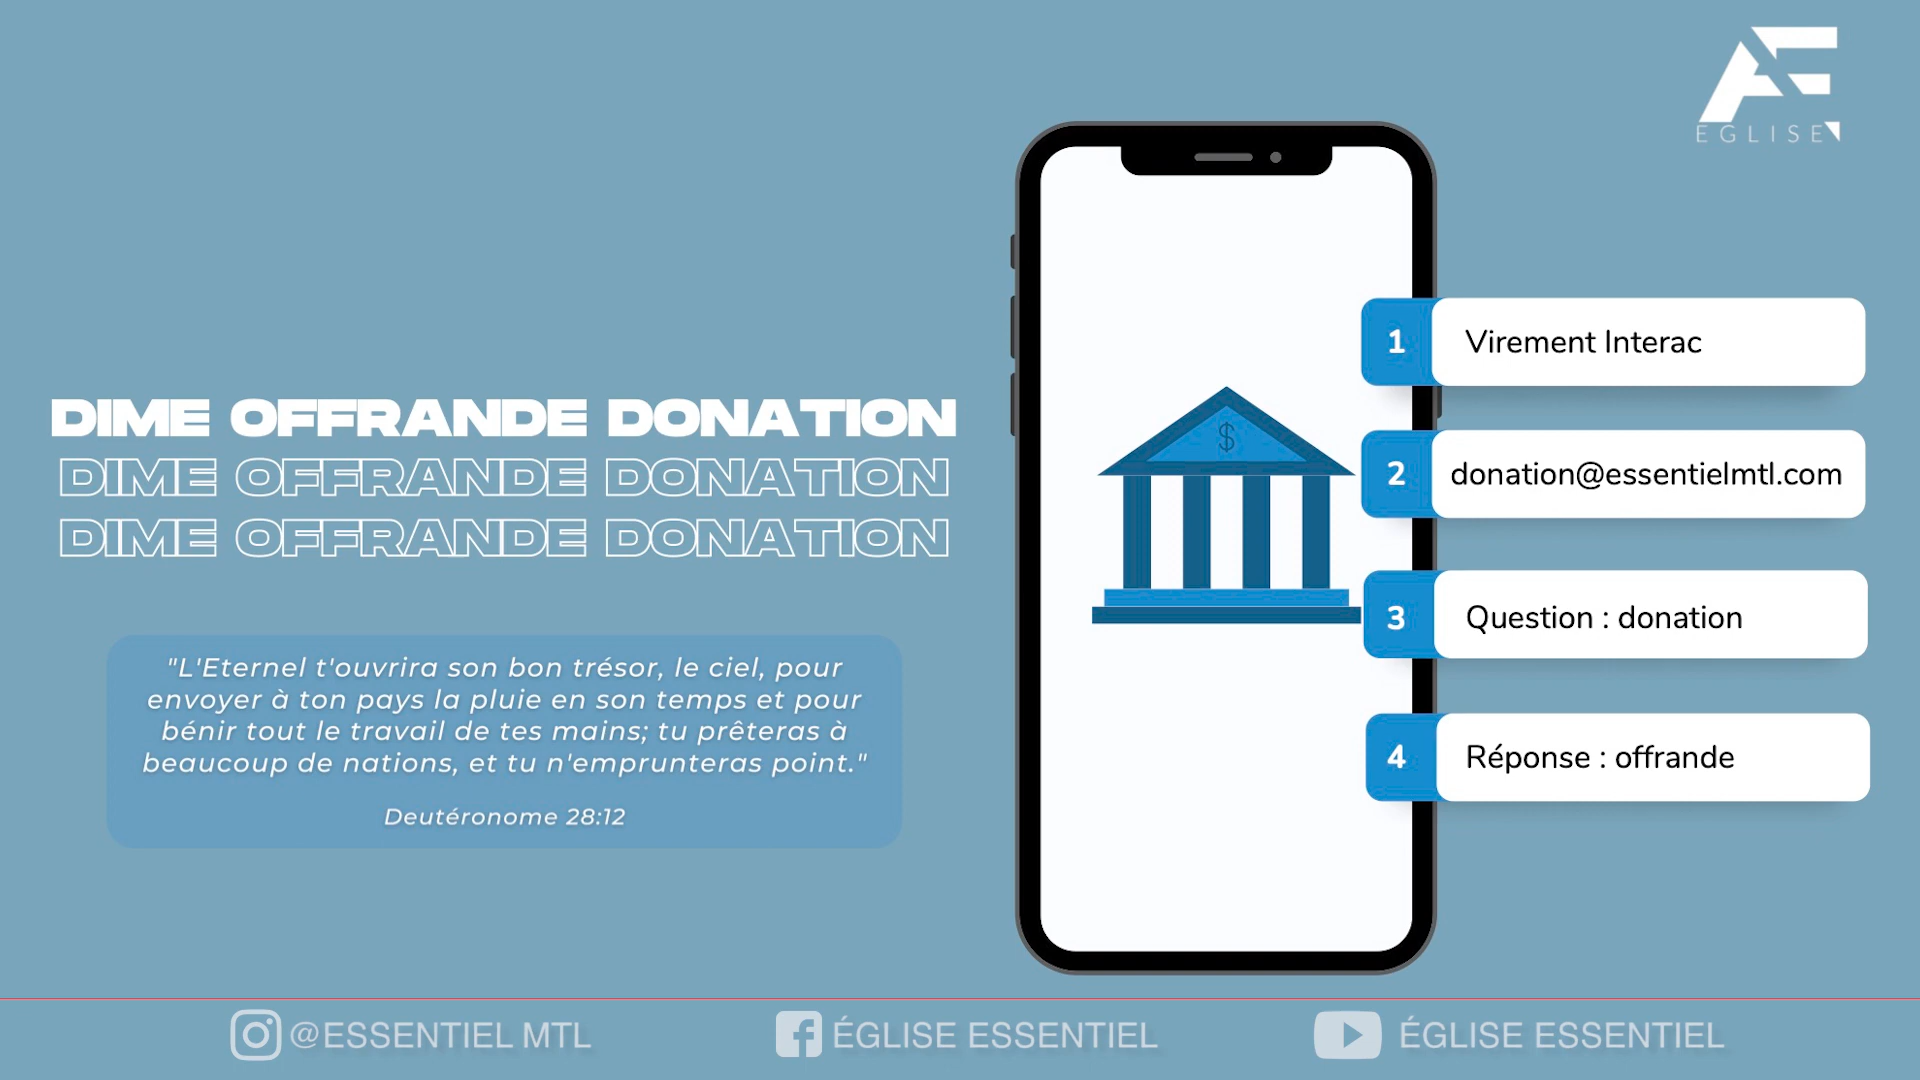 EGLISE
DIME OFFRANDE DONATION
DIME OFFRANDE DONATION
DIME OFFRANDE DONATION
"L'Eternel t'ouvrira son bon trésor, le ciel, pour
envoyer à ton pays la pluie en son temps et pour
bénir tout le travail de tes mains; tu prêteras à
beaucoup de nations, et tu n'emprunteras point."
Deutéronome 28:12
$
1 Virement Interac
2 donation@essentielmtl.com
3 Question : donation
4 Réponse : offrande
@ESSENTIEL MTL
ÉGLISE ESSENTIEL
ÉGLISE ESSENTIEL